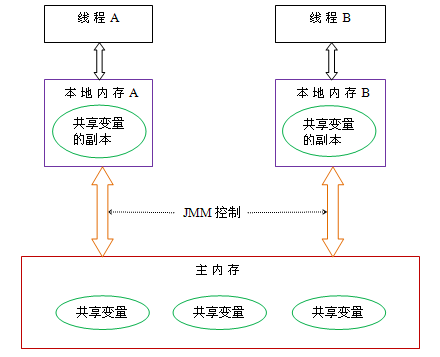 线程 A
线程 B
本地内存 A
共享变量
的副本
本地内存 B
共享变量
的副本
JMM 控制
主内存
共享变量
共享变量
共享变量